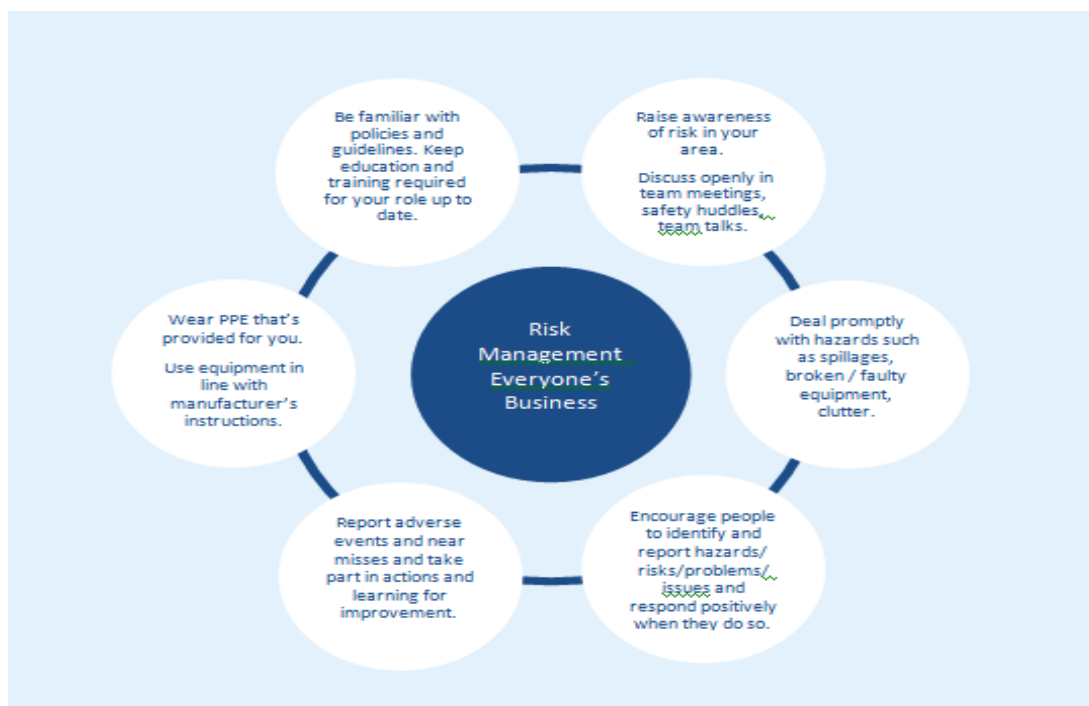 Be familiar with
policies and
guidelines. Keep
education and
training required
for your role up to
date.
Raise awareness
of risk in your
area.
Discuss openly in
team meetings,
safety huddles,
team talks.
Wear PPE that's
provided for you.
Use equipment in
line with
manufacturer's
instructions.
Risk
Management
Everyone's
Business
Deal promptly
with hazards such
as spillages,
broken / faulty
equipment,
clutter.
Report adverse
events and near
misses and take
part in actions and
learning for
improvement.
Encourage people
to identify and
report hazards/
risks/problems/
issues and
respond positively
when they do so.